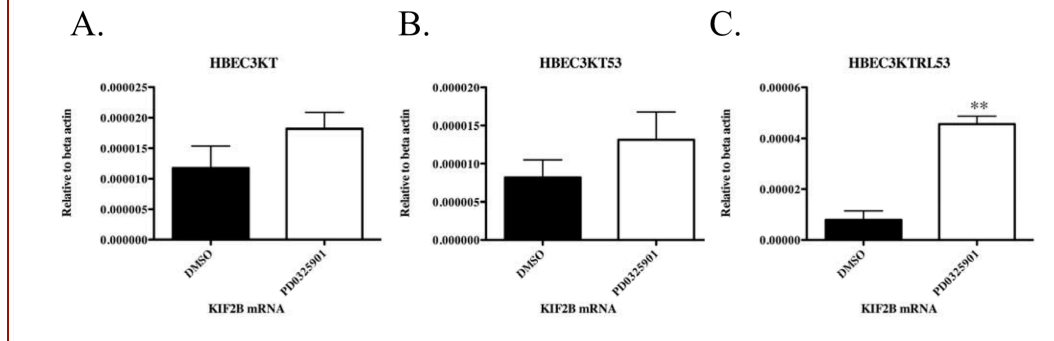 A.
HBEC3KT
Relative to beta actin
0.000025
0.000020
0.000015
0.000010
0.000005
0.000000
DMSO
PD0325901
KIF2B mRNA
B.
HBEC3KT53
Relative to beta actin
0.000020
0.000015
0.000010
0.000005
0.000000
DMSO
PD0325901
KIF2B mRNA
C.
HBEC3KTRL53
Relative to beta actin
0.00006
0.00004
0.00002
0.00000
**
DMSO
PD0325901
KIF2B mRNA